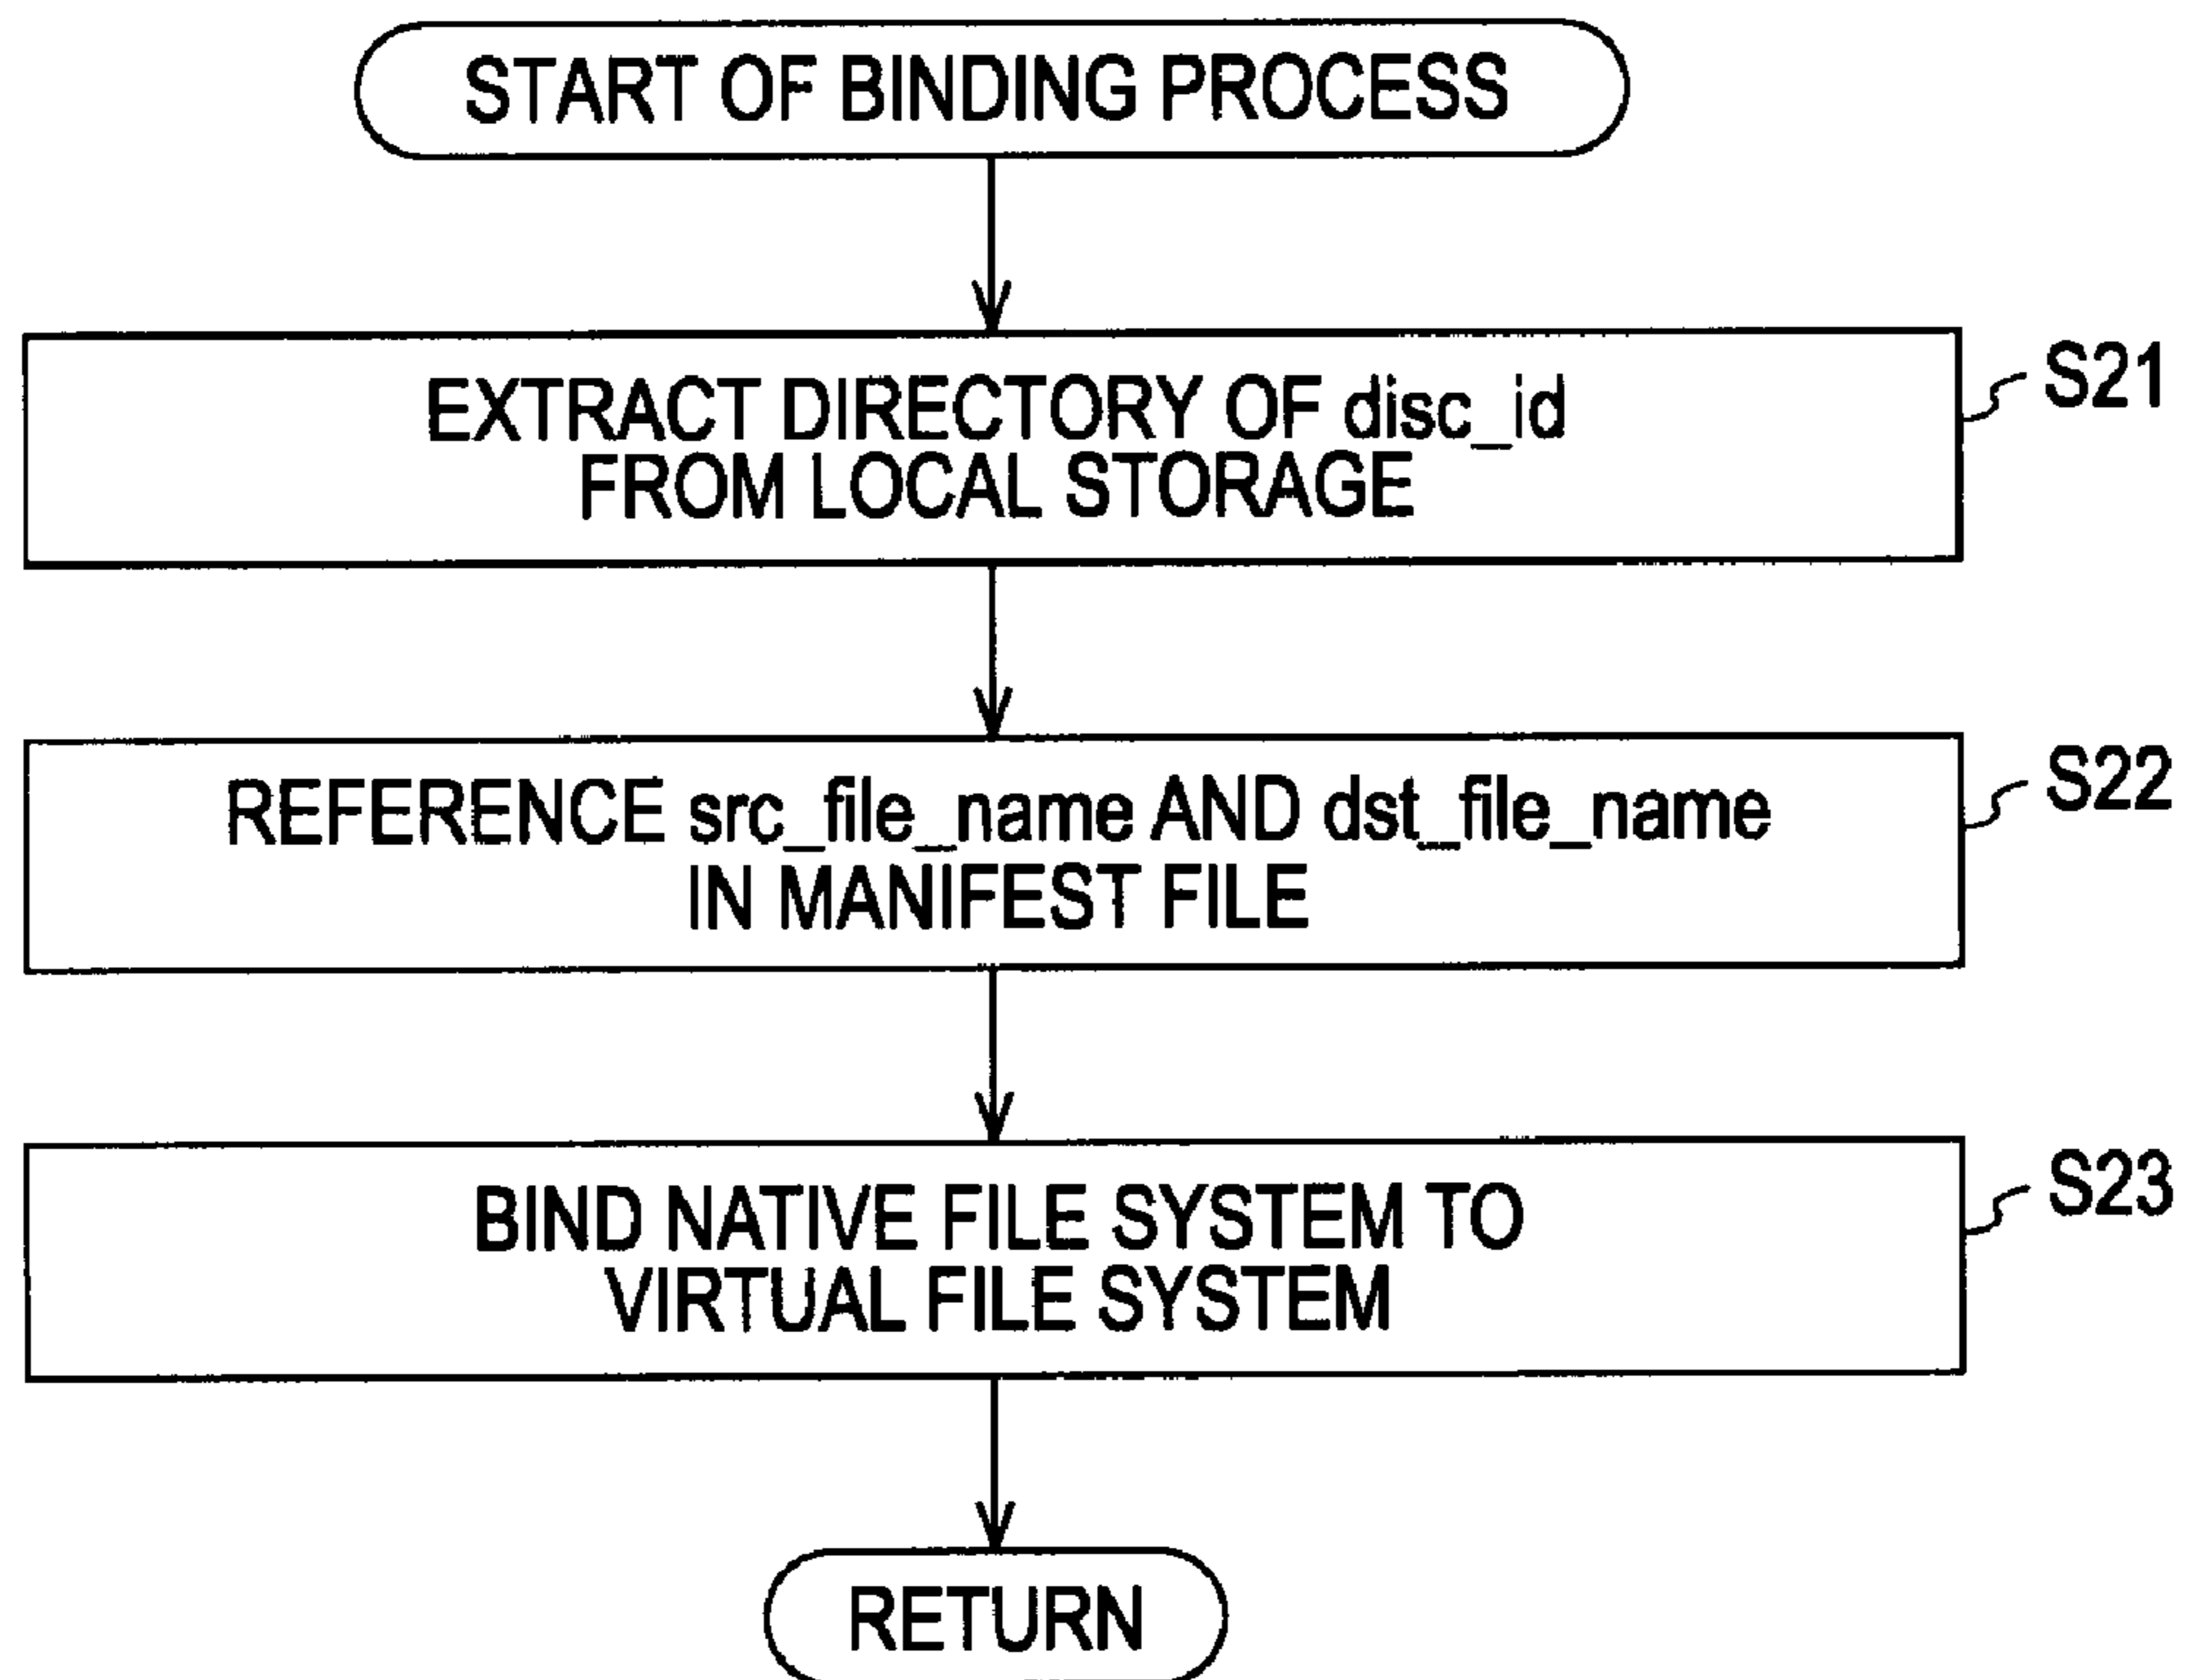 START OF BINDING PROCESS
EXTRACT DIRECTORY OF disc_id
FROM LOCAL STORAGE
S21
REFERENCE src_file_name AND dst_file_name
IN MANIFEST FILE
S22
BIND NATIVE FILE SYSTEM TO
VIRTUAL FILE SYSTEM
S23
RETURN